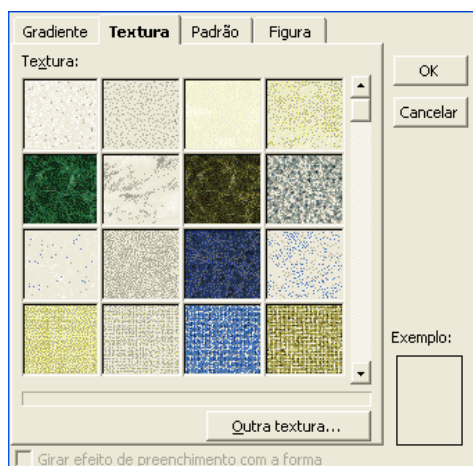 Gradiente Textura Padrão Figura
Textura:
OK
Cancelar
Exemplo:
Outra textura...
Girar efeito de preenchimento com a forma